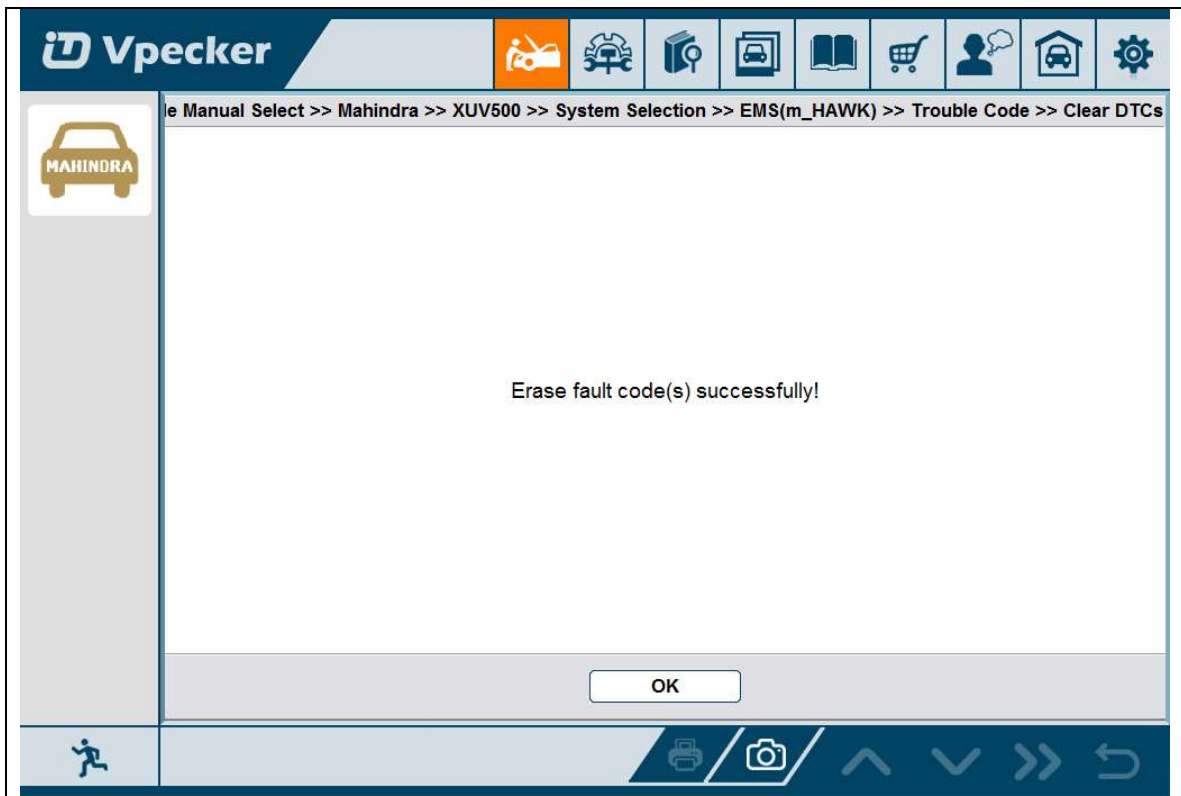 Vpecker
le Manual Select >> Mahindra >> XUV500 >> System Selection >> EMS(m_HAWK) >> Trouble Code >> Clear DTCs
MAHINDRA
Erase fault code(s) successfully!
OK